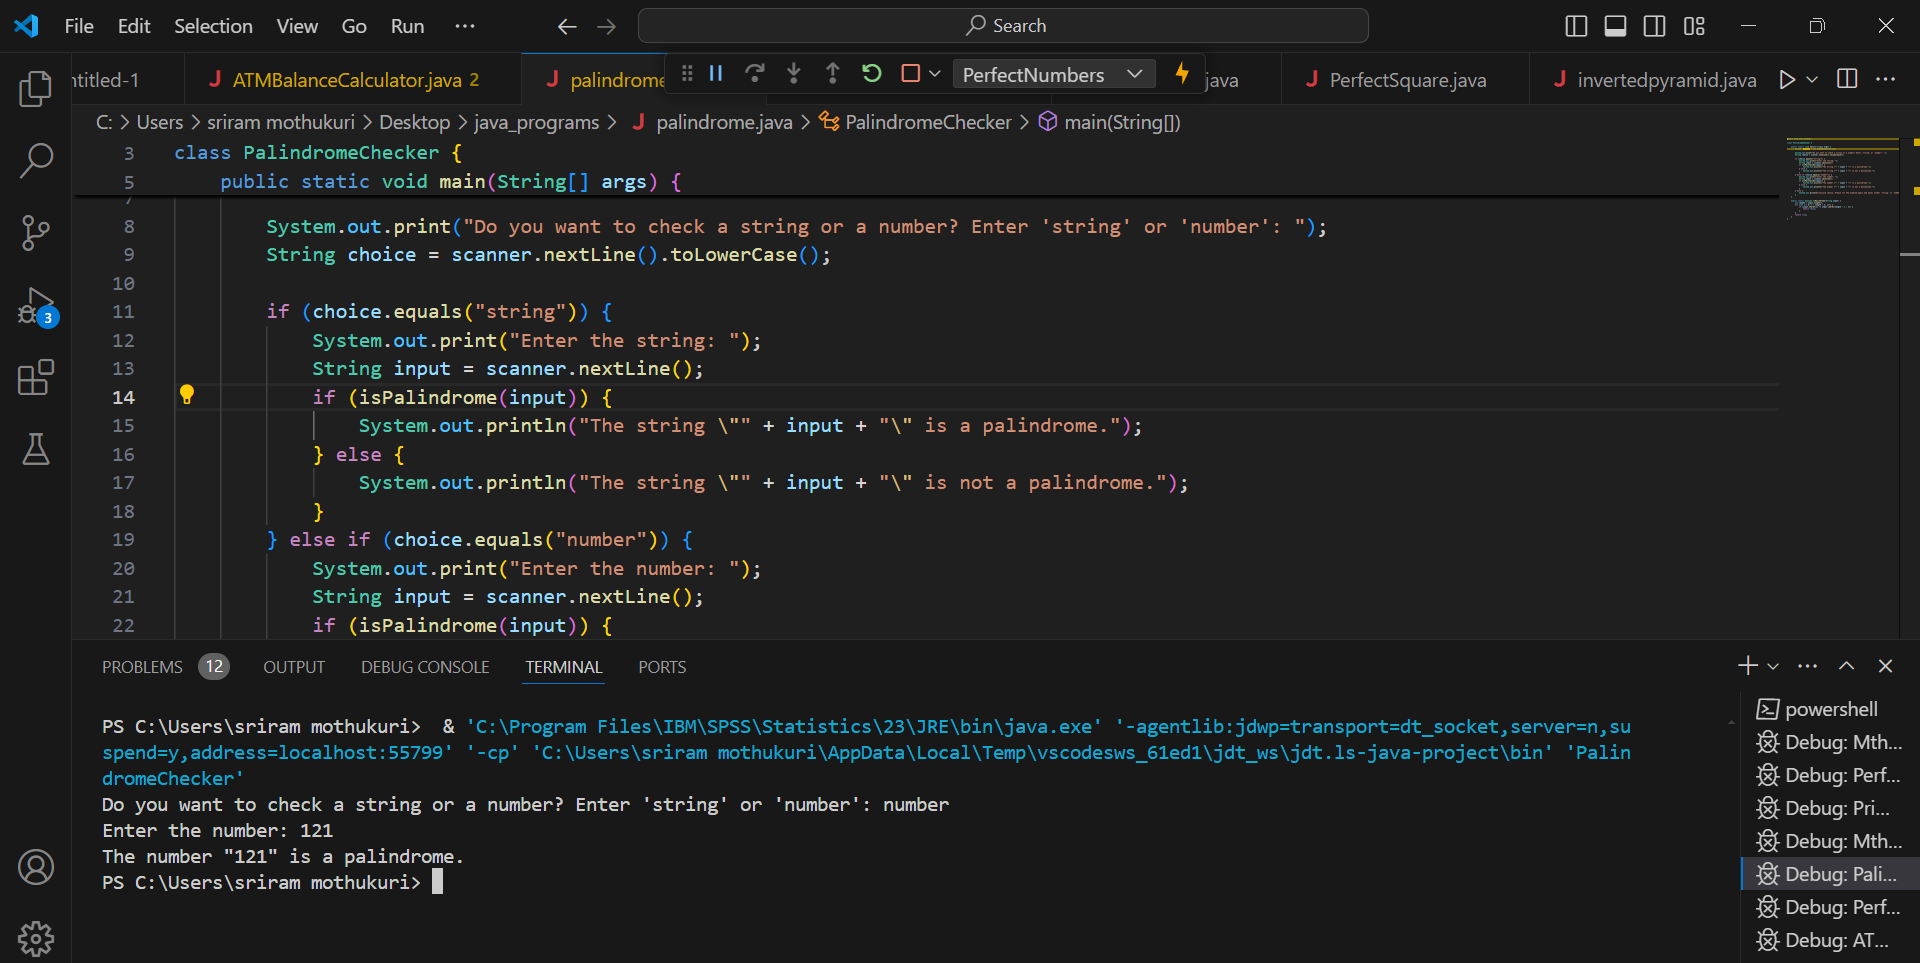 File Edit Selection View Go Run ···
Search
ntitled-1
ATMBalanceCalculator.java 2
palindrome
PerfectNumbers
java
PerfectSquare.java
invertedpyramid.java
C: > Users > sriram mothukuri > Desktop > java_programs > palindrome.java > PalindromeChecker > main(String[])
3 class PalindromeChecker {
5 public static void main(String[] args) {
7
8 System.out.print("Do you want to check a string or a number? Enter 'string' or 'number': ");
9 String choice = scanner.nextLine().toLowerCase();
10
11 if (choice.equals("string")) {
12 System.out.print("Enter the string: ");
13 String input = scanner.nextLine();
14 if (isPalindrome(input)) {
15 System.out.println("The string \"" + input + "\" is a palindrome.");
16 } else {
17 System.out.println("The string \"" + input + "\" is not a palindrome.");
18 }
19 } else if (choice.equals("number")) {
20 System.out.print("Enter the number: ");
21 String input = scanner.nextLine();
22 if (isPalindrome(input)) {
3
PROBLEMS 12 OUTPUT DEBUG CONSOLE TERMINAL PORTS
PS C:\Users\sriram mothukuri>  & 'C:\Program Files\IBM\SPSS\Statistics\23\JRE\bin\java.exe' '-agentlib:jdwp=transport=dt_socket,server=n,su
spend=y,address=localhost:55799' '-cp' 'C:\Users\sriram mothukuri\AppData\Local\Temp\vscodesws_61ed1\jdt_ws\jdt.ls-java-project\bin' 'Palin
dromeChecker'
Do you want to check a string or a number? Enter 'string' or 'number': number
Enter the number: 121
The number "121" is a palindrome.
PS C:\Users\sriram mothukuri>
powershell
Debug: Mth...
Debug: Perf...
Debug: Pri...
Debug: Mth...
Debug: Pali...
Debug: Perf...
Debug: AT...